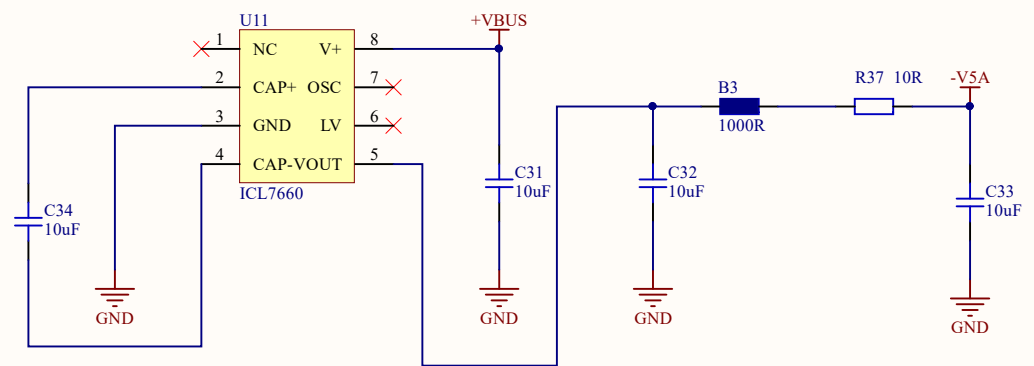 U11
+VBUS
1 NC V+ 8
2 CAP+ OSC 7
3 GND LV 6
4 CAP-VOUT 5
ICL7660
C34
10uF
GND
C31
10uF
GND
C32
10uF
GND
B3
1000R
R37 10R
-V5A
C33
10uF
GND